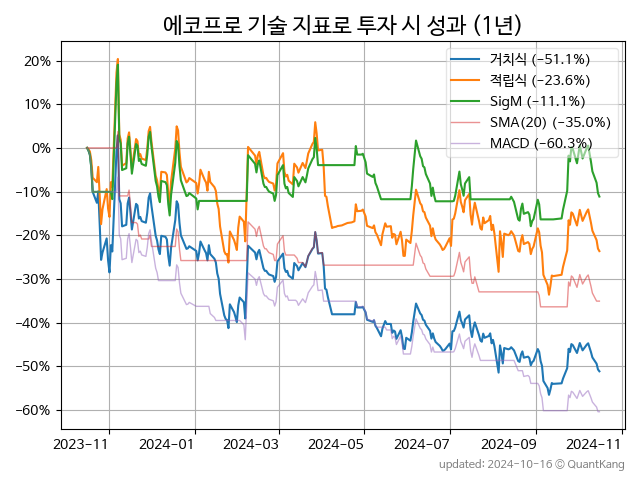 에코프로 기술 지표로 투자 시 성과 (1년)
거치식 (−51.1%)
적립식 (−23.6%)
SigM (−11.1%)
SMA(20) (−35.0%)
MACD (−60.3%)
20%
10%
0%
−10%
−20%
−30%
−40%
−50%
−60%
2023-11 2024-01 2024-03 2024-05 2024-07 2024-09 2024-11
updated: 2024-10-16 © QuantKang